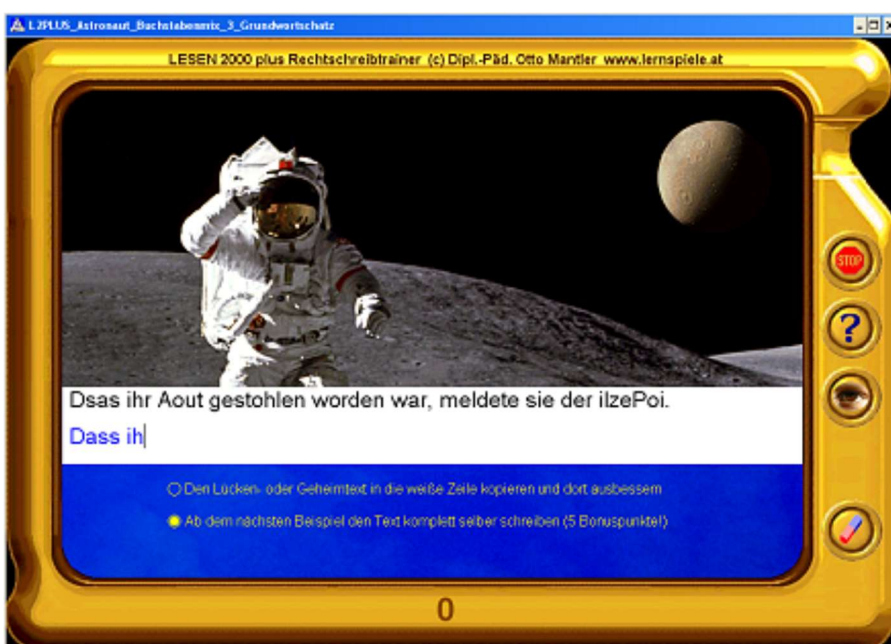 L2PLUS_Astronaut_Buchstabenmix_3_Grundwortschatz
LESEN 2000 plus Rechtschreibtrainer (c) Dipl.-Päd. Otto Mantler www.lernspiele.at
STOP
?
Dsas ihr Aout gestohlen worden war, meldete sie der ilzePoi.
Dass ih
Den Lücken- oder Geheimtext in die weiße Zeile kopieren und dort ausbessern
Ab dem nächsten Beispiel den Text komplett selber schreiben (5 Bonuspunkte!)
0